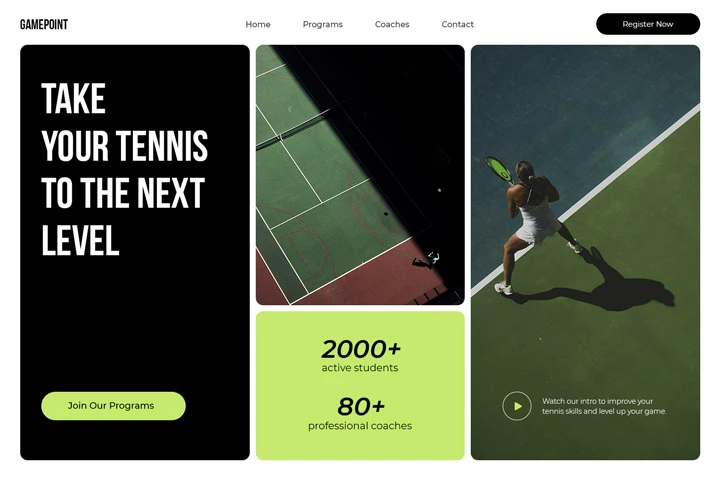 GAMEPOINT
Home
Programs
Coaches
Contact
Register Now
TAKE
YOUR TENNIS
TO THE NEXT
LEVEL
Join Our Programs
2000+
active students
80+
professional coaches
Watch our intro to improve your
tennis skills and level up your game.